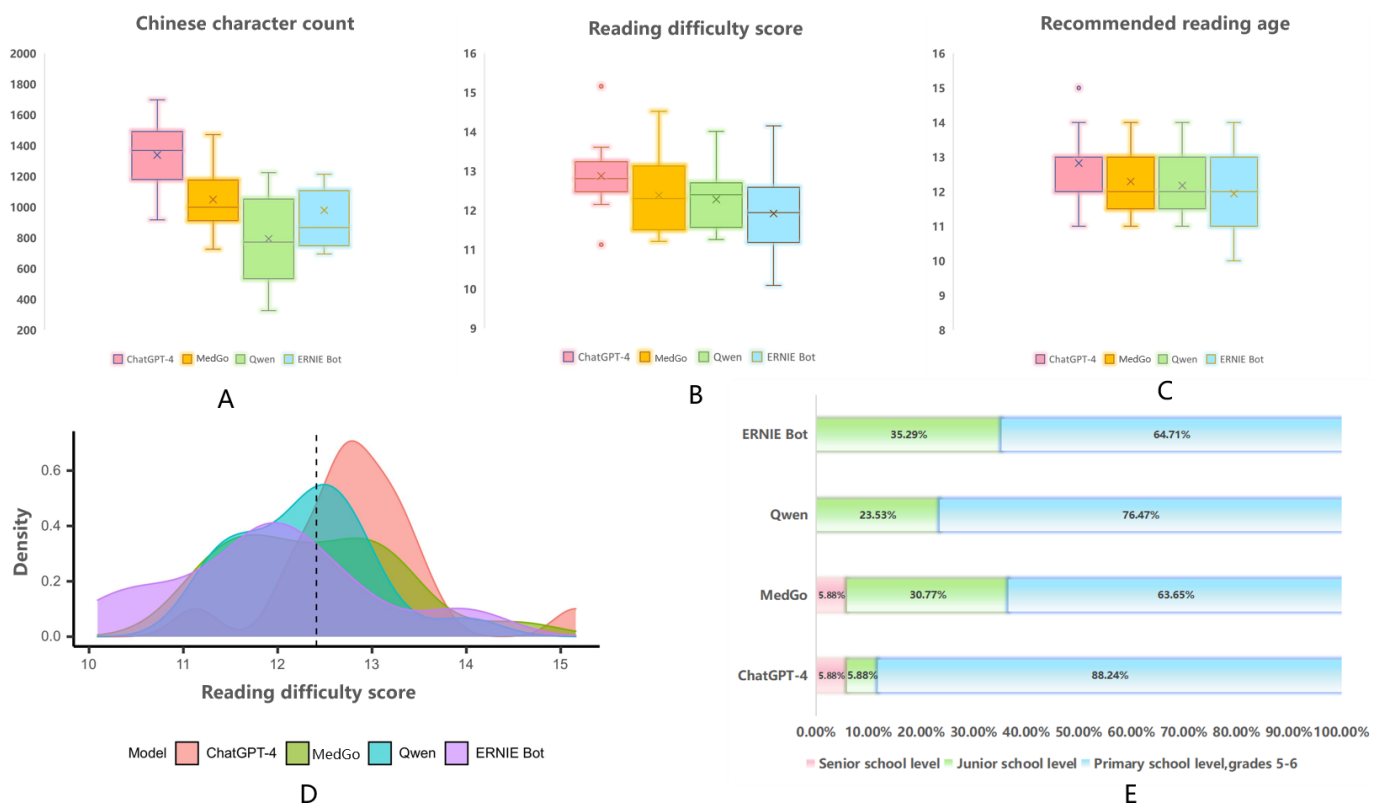 Chinese character count
2000
1800
1600
1400
1200
1000
800
600
400
200
ChatGPT-4 MedGo Qwen ERNIE Bot
A
Reading difficulty score
16
15
14
13
12
11
10
9
ChatGPT-4 MedGo Qwen ERNIE Bot
B
Recommended reading age
16
15
14
13
12
11
10
9
8
ChatGPT-4 MedGo Qwen ERNIE Bot
C
Density
0.6
0.4
0.2
0.0
10 11 12 13 14 15
Reading difficulty score
Model ChatGPT-4 MedGo Qwen ERNIE Bot
D
ERNIE Bot 35.29% 64.71%
Qwen 23.53% 76.47%
MedGo 5.88% 30.77% 63.65%
ChatGPT-4 5.88% 5.88% 88.24%
0.00% 10.00% 20.00% 30.00% 40.00% 50.00% 60.00% 70.00% 80.00% 90.00% 100.00%
Senior school level Junior school level Primary school level,grades 5-6
E